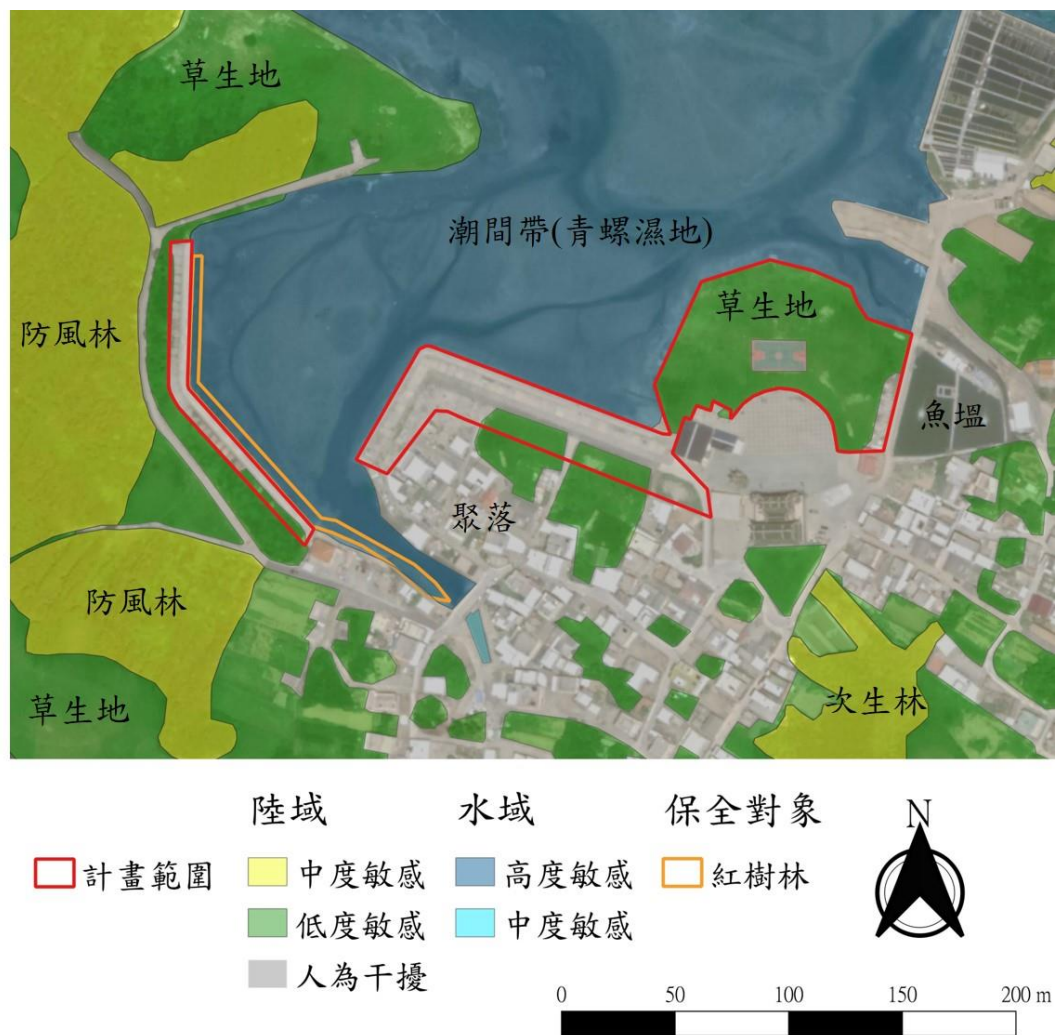 草生地
潮間帶(青螺濕地)
防風林
草生地
魚塭
聚落
防風林
草生地
次生林
陸域 水域 保全對象 N
計畫範圍 中度敏感 高度敏感 紅樹林
低度敏感 中度敏感
人為干擾
0 50 100 150 200 m